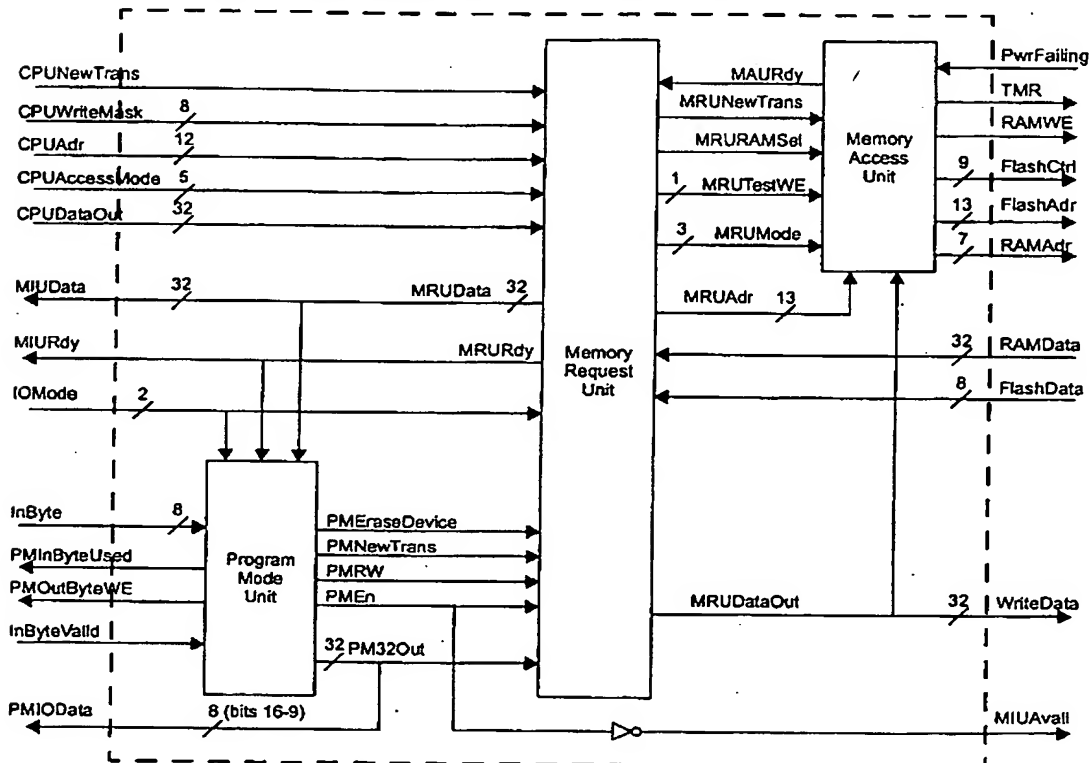 CPUNewTrans
CPUWriteMask 8
CPUAdr 12
CPUAccessMode 5
CPUDataOut 32
MIUData 32
MRUData 32
MIURdy
MRURdy
IOMode 2
InByte 8
PMInByteUsed
PMOutByteWE
InByteValid
PMIOData
8 (bits 16-9)
Program
Mode
Unit
PMEraseDevice
PMNewTrans
PMRW
PMEn
32 PM32Out
Memory
Request
Unit
MAURdy
MRUNewTrans
MRURAMSel
1 MRUTestWE
3 MRUMode
MRUAdr 13
MRUDataOut
Memory
Access
Unit
PwrFailing
TMR
RAMWE
9 FlashCtrl
13 FlashAdr
7 RAMAdr
32 RAMData
8 FlashData
32 WriteData
MIUAvail